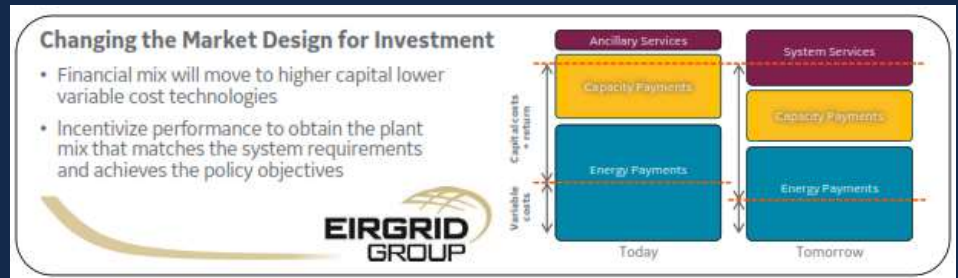 Changing the Market Design for Investment
• Financial mix will move to higher capital lower
variable cost technologies
• Incentivize performance to obtain the plant
mix that matches the system requirements
and achieves the policy objectives
EIRGRID
GROUP
Capital costs
+ return
Variable
costs
Ancillary Services
Capacity Payments
Energy Payments
Today
System Services
Capacity Payments
Energy Payments
Tomorrow